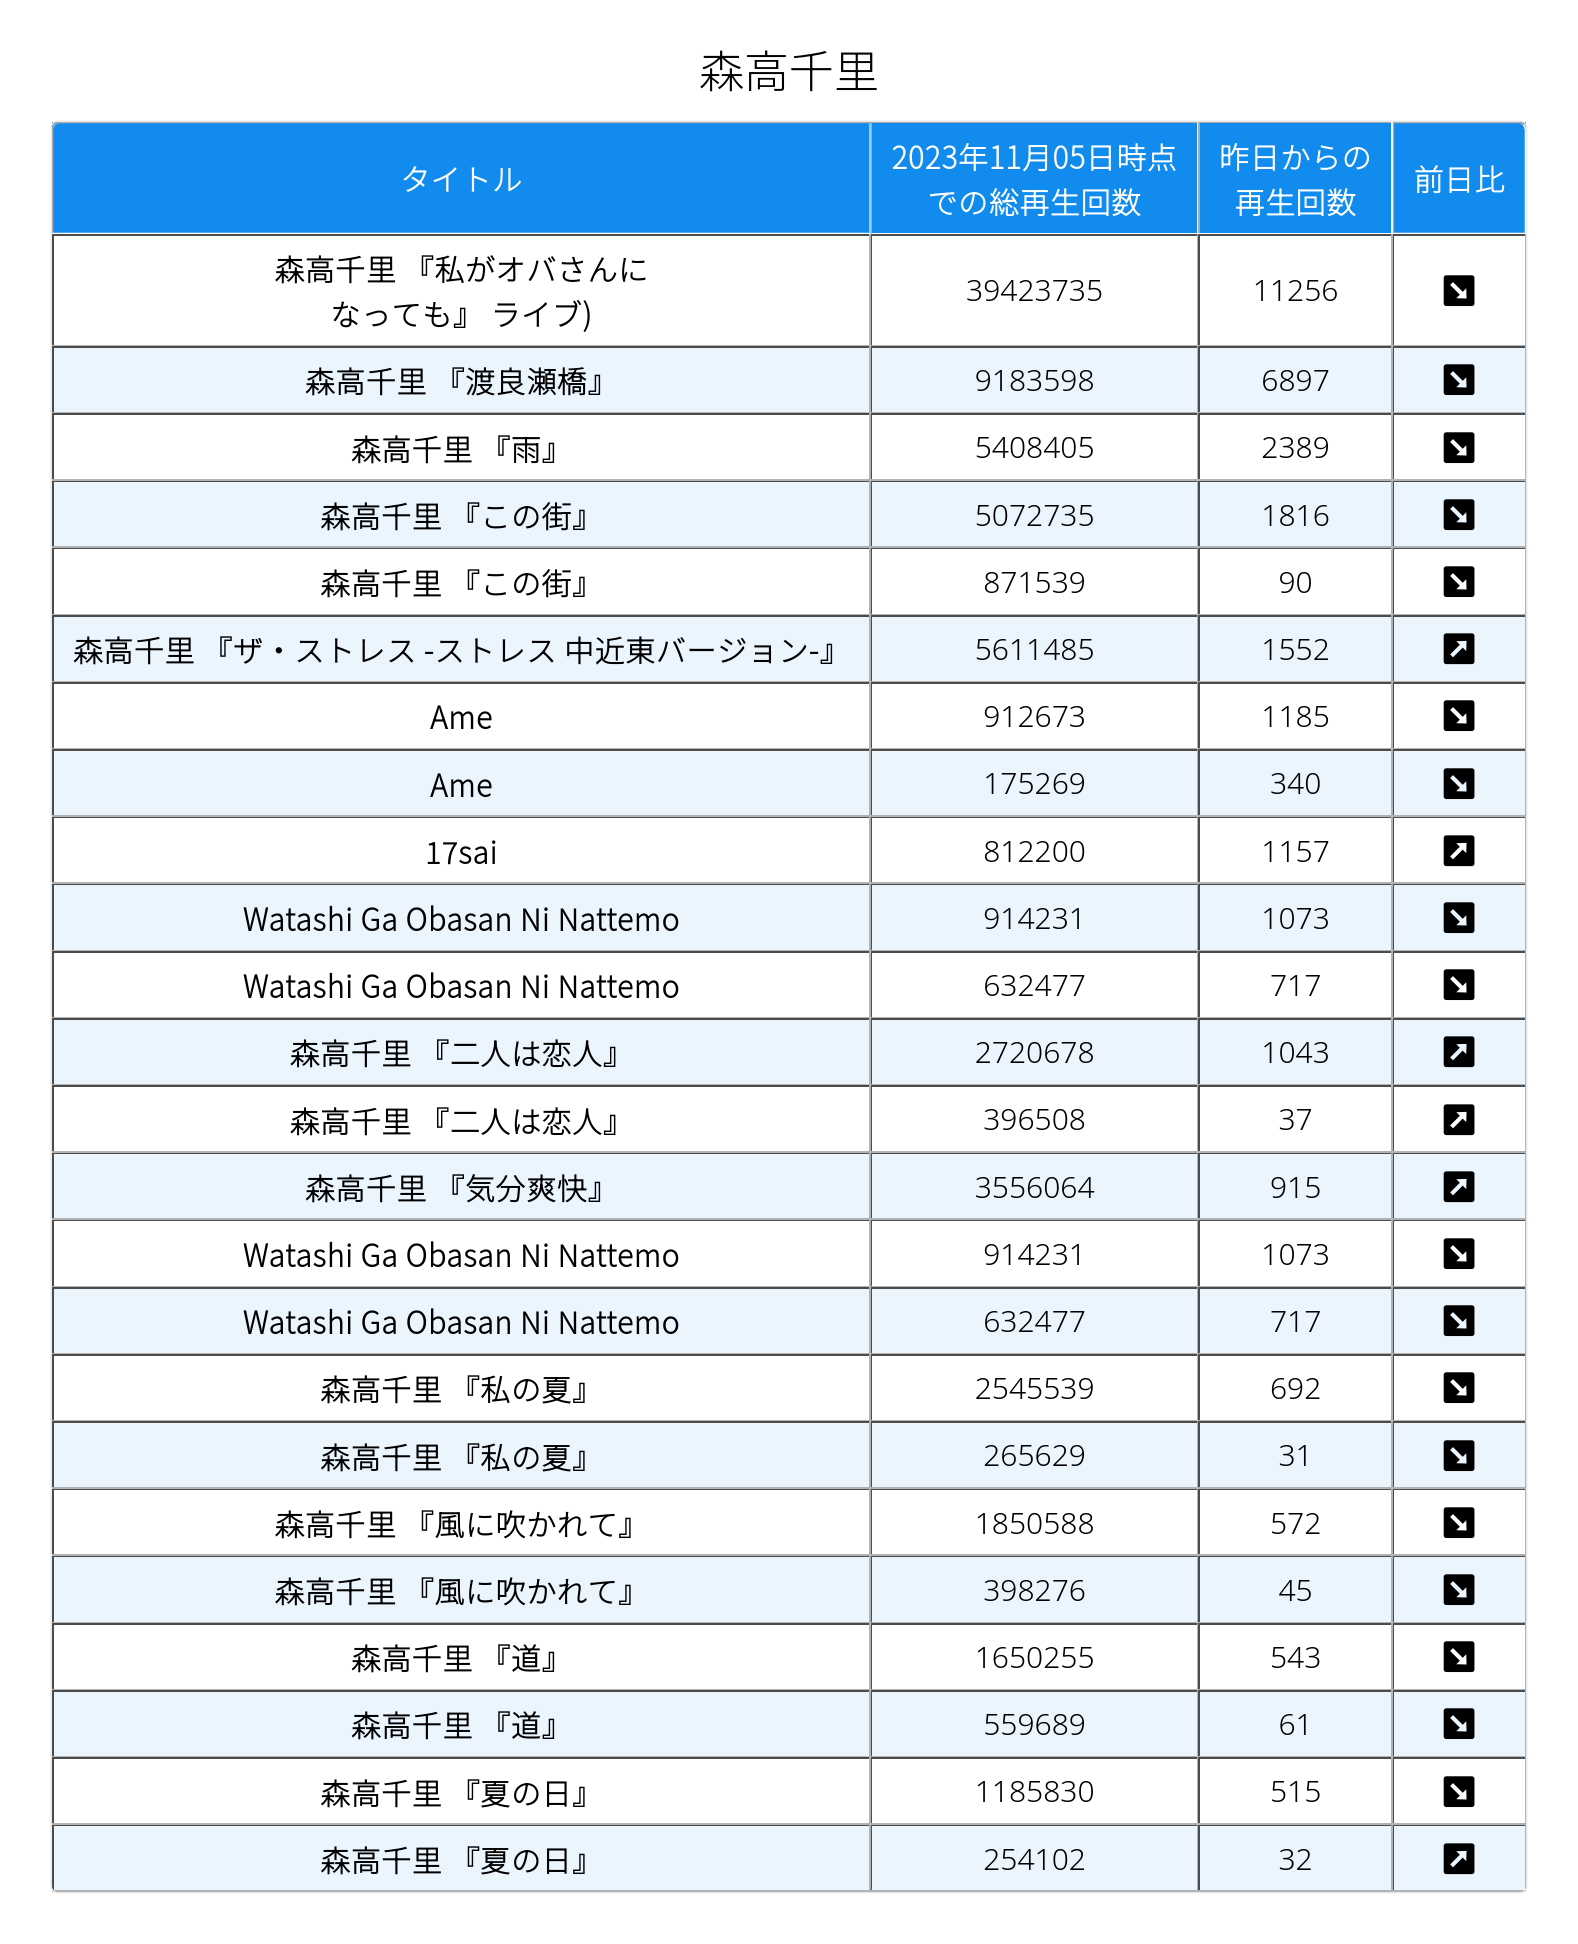 森高千里
タイトル
2023年11月05日時点
での総再生回数
昨日からの
再生回数
前日比
森高千里 『私がオバさんに
なっても』 ライブ)
39423735 11256 ↘
森高千里 『渡良瀬橋』 9183598 6897 ↘
森高千里 『雨』 5408405 2389 ↘
森高千里 『この街』 5072735 1816 ↘
森高千里 『この街』 871539 90 ↘
森高千里 『ザ・ストレス -ストレス 中近東バージョン-』 5611485 1552 ↗
Ame 912673 1185 ↘
Ame 175269 340 ↘
17sai 812200 1157 ↗
Watashi Ga Obasan Ni Nattemo 914231 1073 ↘
Watashi Ga Obasan Ni Nattemo 632477 717 ↘
森高千里 『二人は恋人』 2720678 1043 ↗
森高千里 『二人は恋人』 396508 37 ↗
森高千里 『気分爽快』 3556064 915 ↗
Watashi Ga Obasan Ni Nattemo 914231 1073 ↘
Watashi Ga Obasan Ni Nattemo 632477 717 ↘
森高千里 『私の夏』 2545539 692 ↘
森高千里 『私の夏』 265629 31 ↘
森高千里 『風に吹かれて』 1850588 572 ↘
森高千里 『風に吹かれて』 398276 45 ↘
森高千里 『道』 1650255 543 ↘
森高千里 『道』 559689 61 ↘
森高千里 『夏の日』 1185830 515 ↘
森高千里 『夏の日』 254102 32 ↗